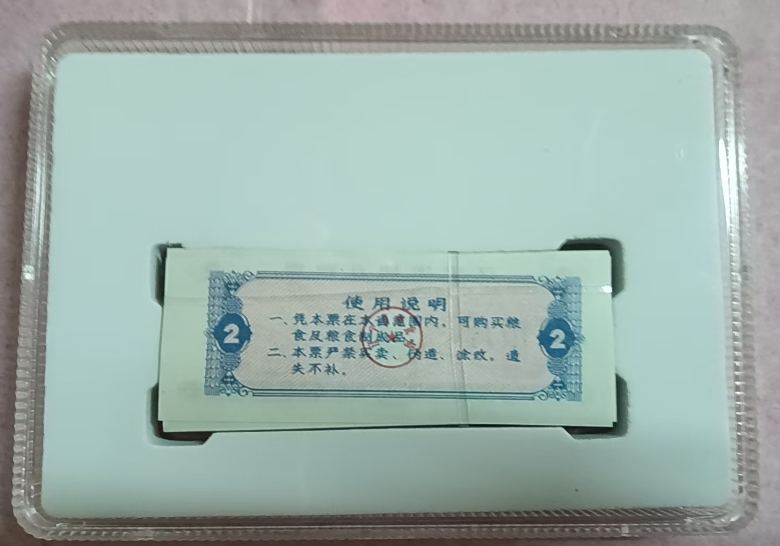 使用说明
一、凭本票在本省范围内，可购买粮
食及粮食制成品。
2
2
二、本票严禁买卖、伪造、涂改。遗
失不补。